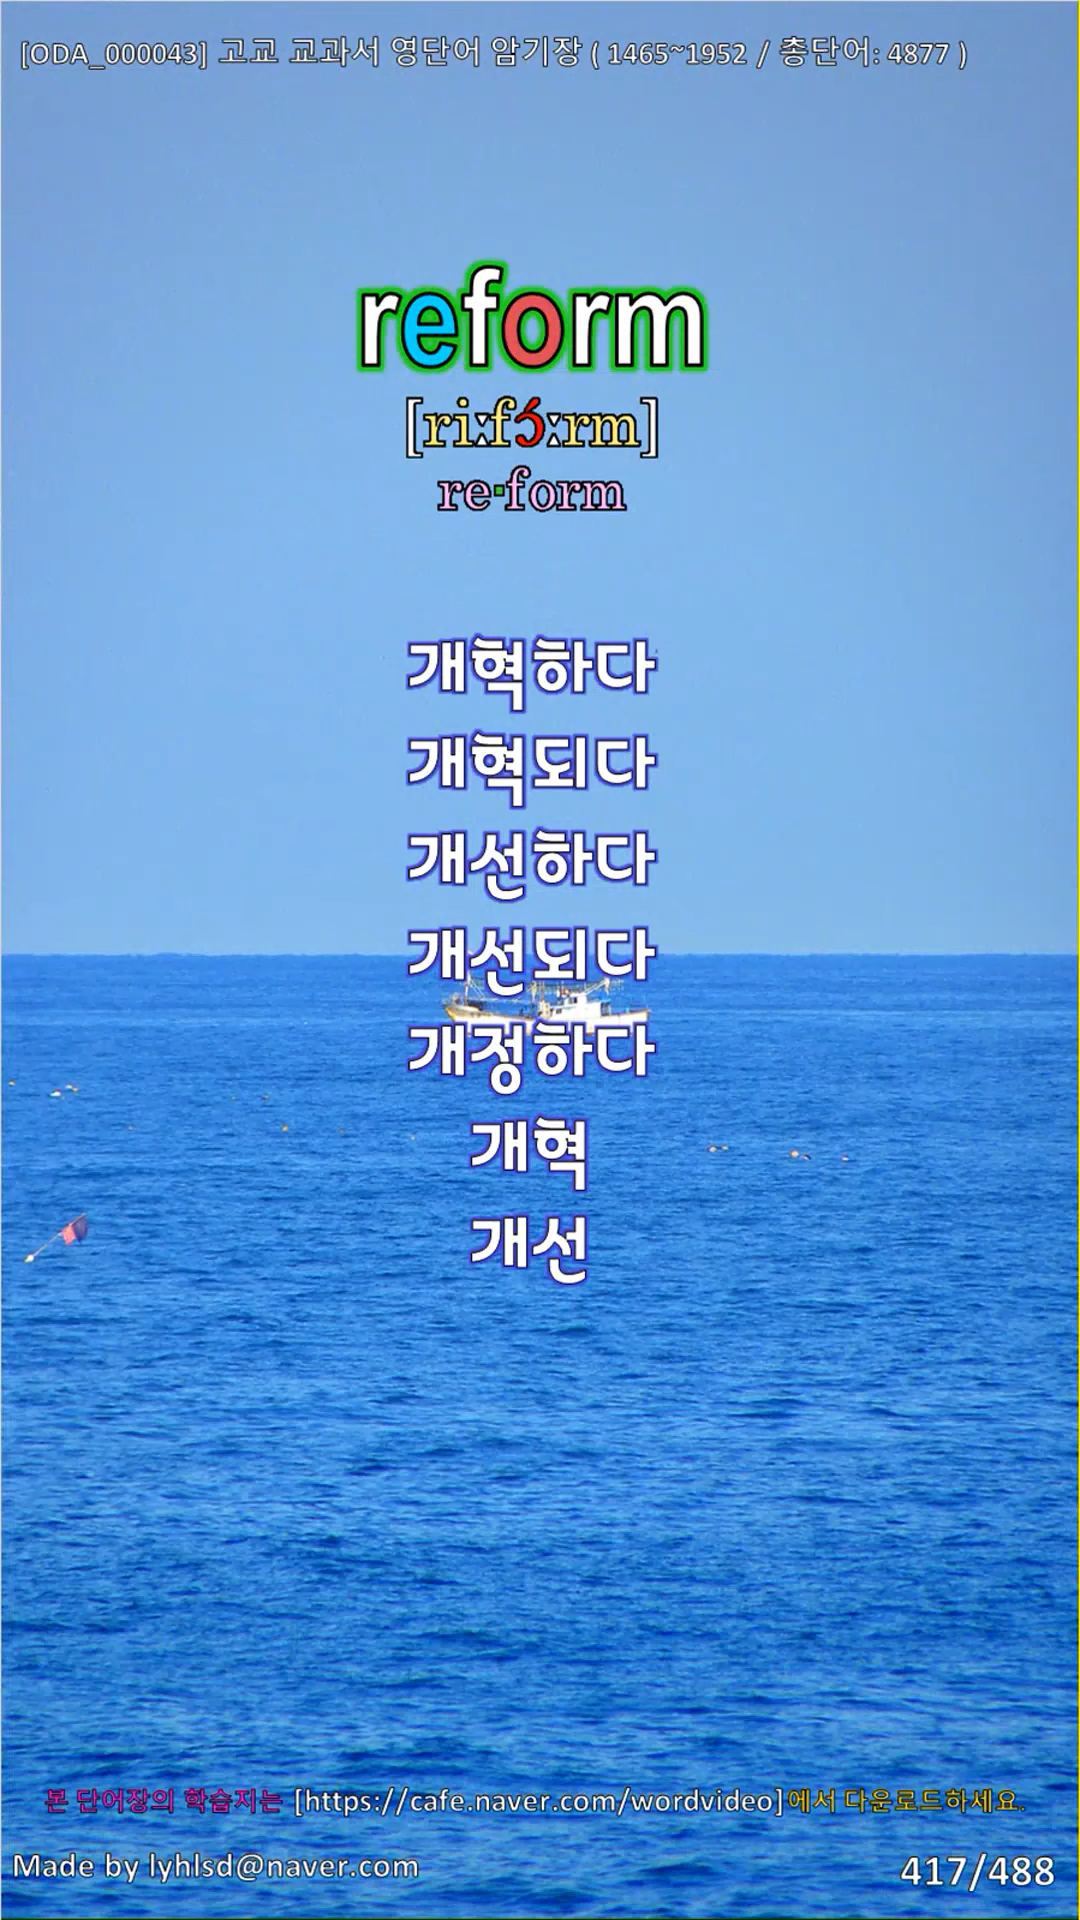 [ODA_000043] 고교 교과서 영단어 암기장 ( 1465~1952 / 총단어: 4877 )
reform
[riːfɔ́ːrm]
re·form
개혁하다
개혁되다
개선하다
개선되다
개정하다
개혁
개선
본 단어장의 학습지는 [https://cafe.naver.com/wordvideo]에서 다운로드하세요.
Made by lyhlsd@naver.com
417/488